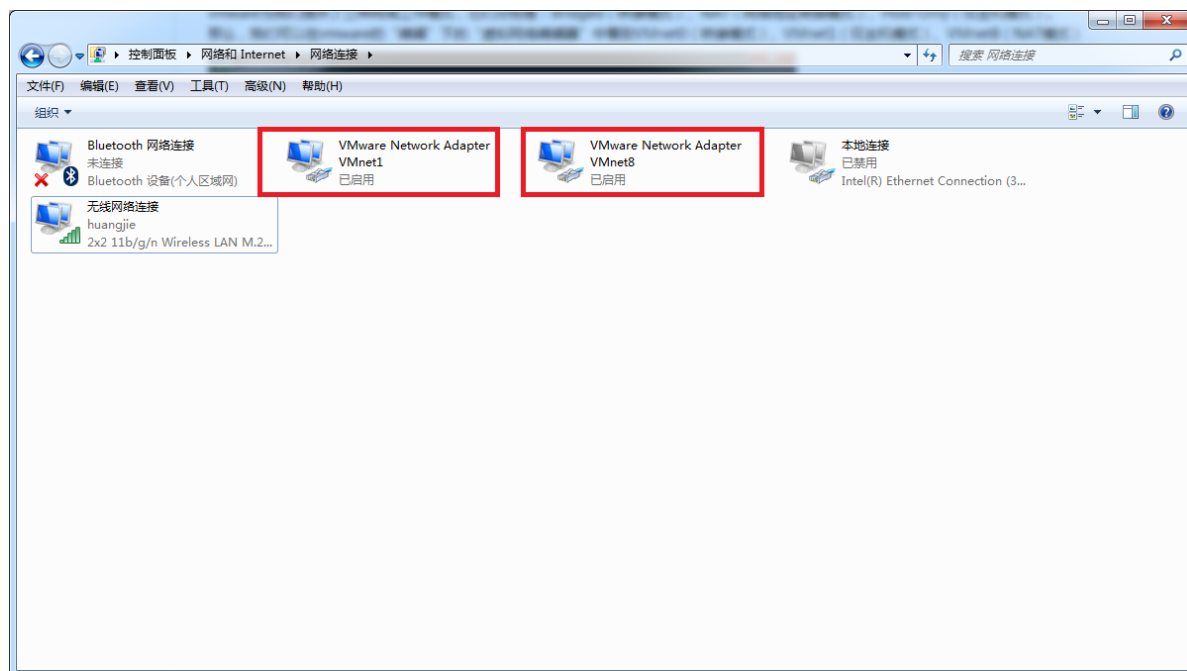 控制面板 ▸ 网络和 Internet ▸ 网络连接 ▸
搜索 网络连接
文件(F) 编辑(E) 查看(V) 工具(T) 高级(N) 帮助(H)
组织
Bluetooth 网络连接
未连接
Bluetooth 设备(个人区域网)
VMware Network Adapter
VMnet1
已启用
VMware Network Adapter
VMnet8
已启用
本地连接
已禁用
Intel(R) Ethernet Connection (3...
无线网络连接
huangjie
2x2 11b/g/n Wireless LAN M.2...